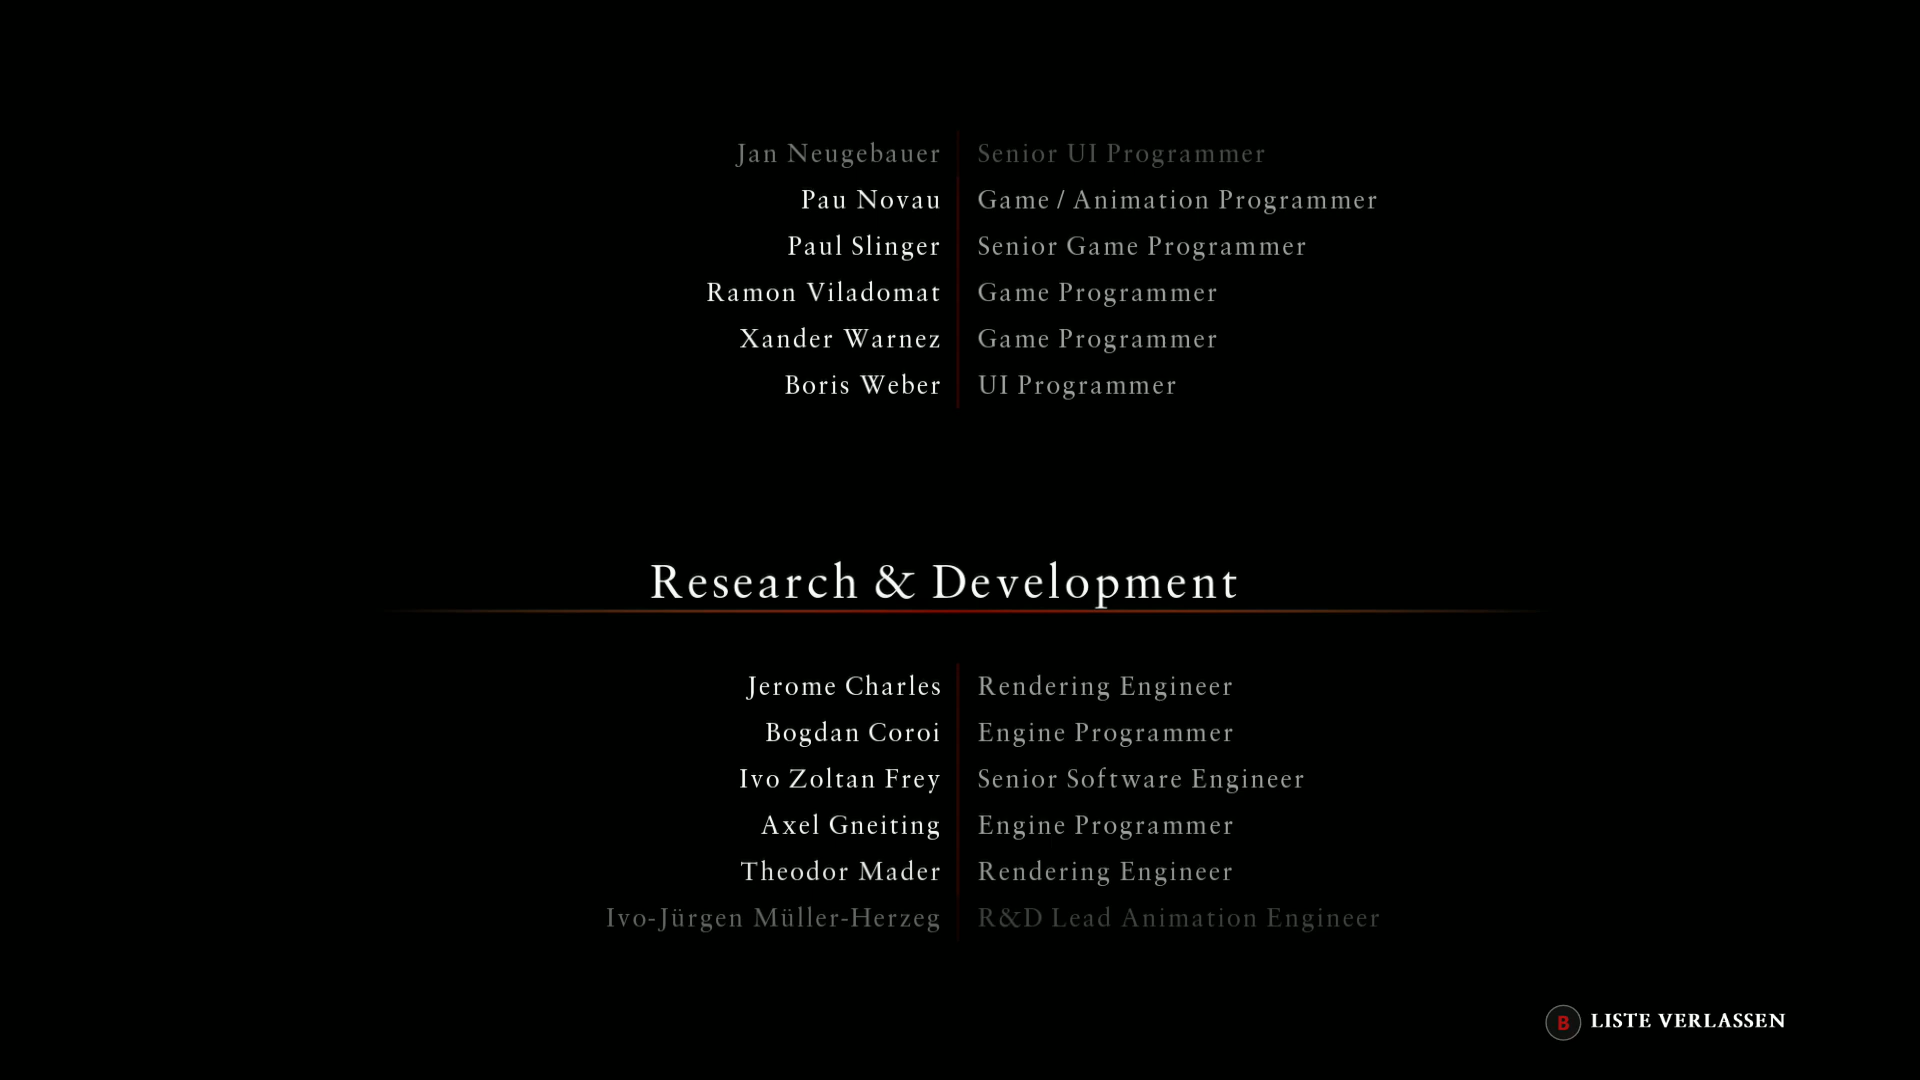 Jan Neugebauer Senior UI Programmer
Pau Novau Game / Animation Programmer
Paul Slinger Senior Game Programmer
Ramon Viladomat Game Programmer
Xander Warnez Game Programmer
Boris Weber UI Programmer
Research & Development
Jerome Charles Rendering Engineer
Bogdan Coroi Engine Programmer
Ivo Zoltan Frey Senior Software Engineer
Axel Gneiting Engine Programmer
Theodor Mader Rendering Engineer
Ivo-Jürgen Müller-Herzeg R&D Lead Animation Engineer
B LISTE VERLASSEN